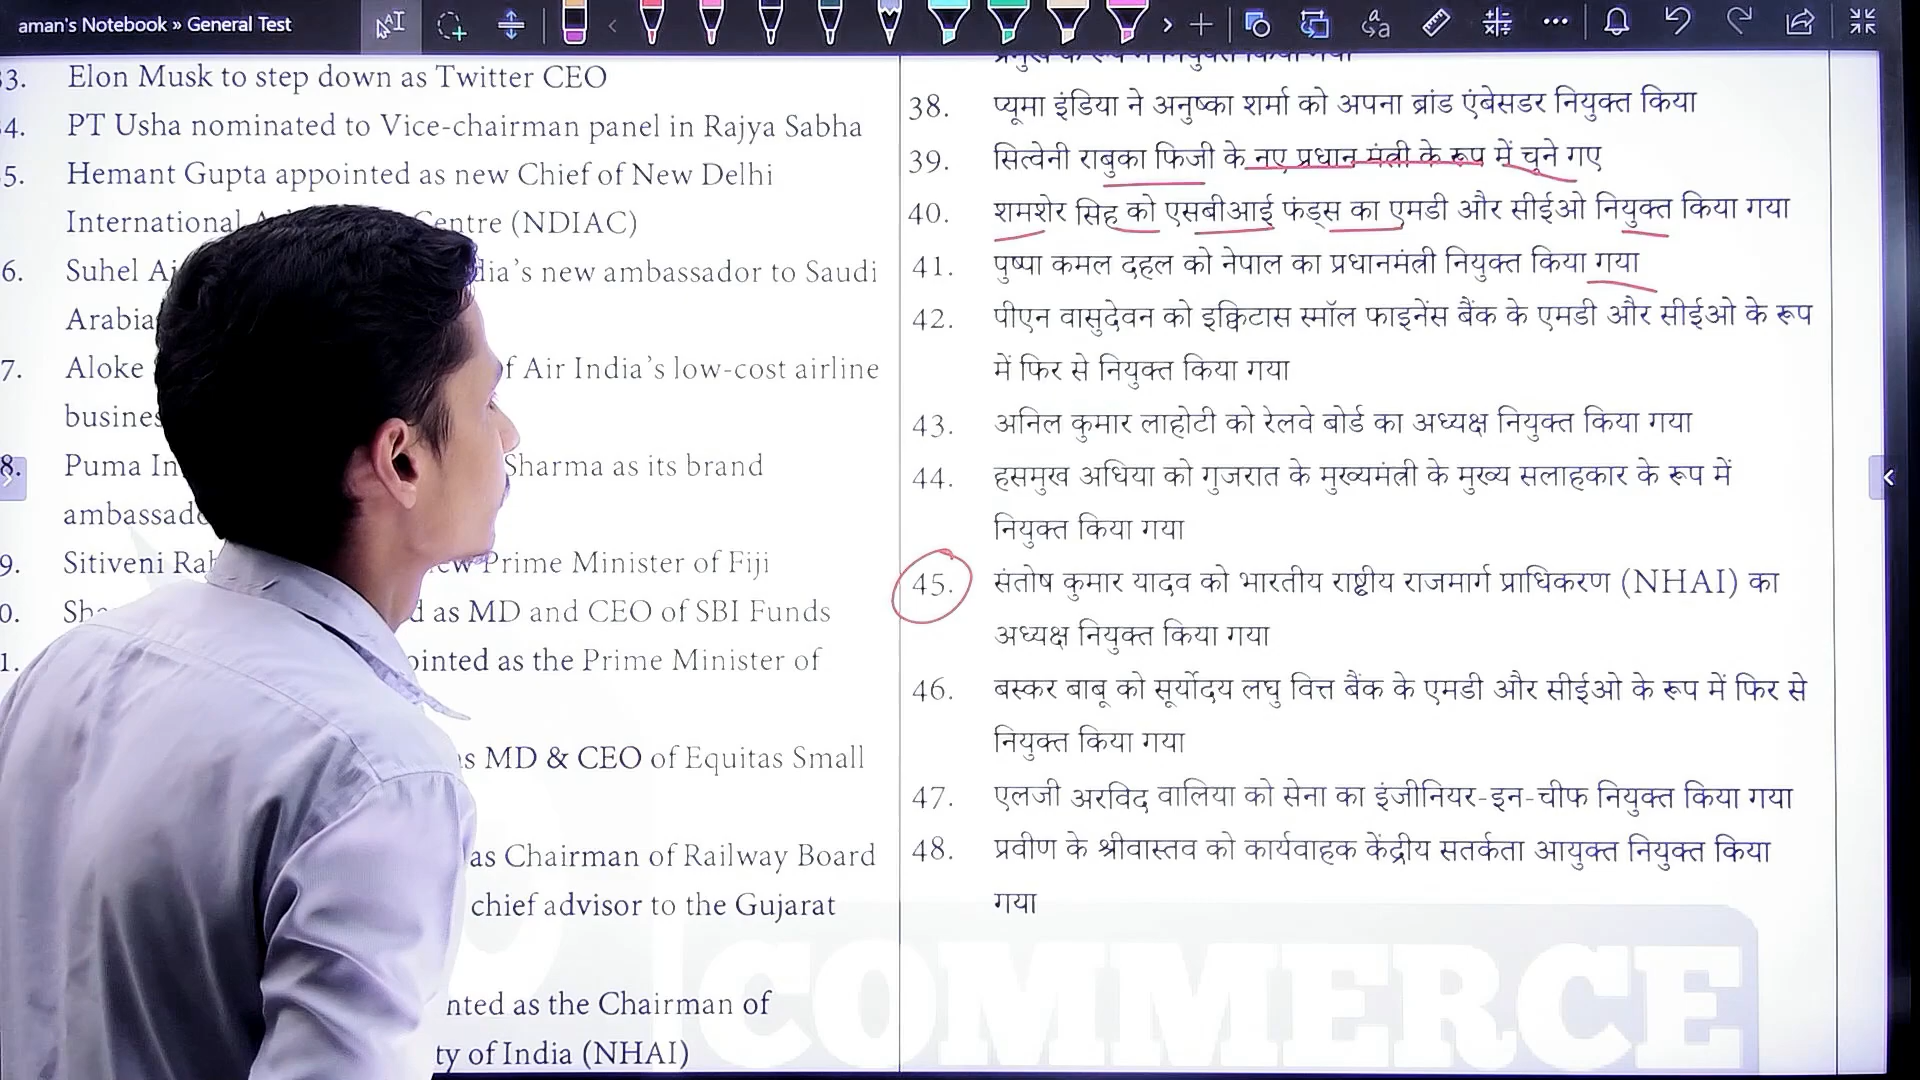 aman's Notebook » General Test
3. Elon Musk to step down as Twitter CEO
4. PT Usha nominated to Vice-chairman panel in Rajya Sabha
5. Hemant Gupta appointed as new Chief of New Delhi
International Centre (NDIAC)
6. Suhel new ambassador to Saudi
Arabia
7. Aloke of Air India's low-cost airline
8. Puma Sharma as its brand
9. Sitiveni Prime Minister of Fiji
0. as MD and CEO of SBI Funds
1. as the Prime Minister of
as MD & CEO of Equitas Small
as Chairman of Railway Board
chief advisor to the Gujarat
as the Chairman of
of India (NHAI)
38. प्यूमा इंडिया ने अनुष्का शर्मा को अपना ब्रांड एंबेसडर नियुक्त किया
39. सित्वेनी राबुका फिजी के नए प्रधान मंत्री के रूप में चुने गए
40. शमशेर सिंह को एसबीआई फंड्स का एमडी और सीईओ नियुक्त किया गया
41. पुष्पा कमल दहल को नेपाल का प्रधानमंत्री नियुक्त किया गया
42. पीएन वासुदेवन को इक्विटास स्मॉल फाइनेंस बैंक के एमडी और सीईओ के रूप
में फिर से नियुक्त किया गया
43. अनिल कुमार लाहोटी को रेलवे बोर्ड का अध्यक्ष नियुक्त किया गया
44. हसमुख अधिया को गुजरात के मुख्यमंत्री के मुख्य सलाहकार के रूप में
नियुक्त किया गया
45. संतोष कुमार यादव को भारतीय राष्ट्रीय राजमार्ग प्राधिकरण (NHAI) का
अध्यक्ष नियुक्त किया गया
46. बस्कर बाबू को सूर्योदय लघु वित्त बैंक के एमडी और सीईओ के रूप में फिर से
नियुक्त किया गया
47. एलजी अरविंद वालिया को सेना का इंजीनियर-इन-चीफ नियुक्त किया गया
48. प्रवीण के श्रीवास्तव को कार्यवाहक केंद्रीय सतर्कता आयुक्त नियुक्त किया
गया
COMMERCE